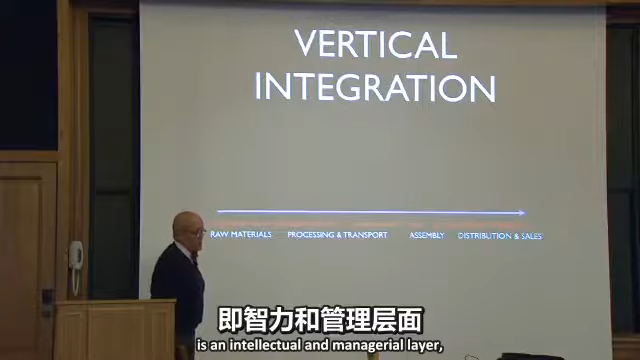 VERTICAL
INTEGRATION
RAW MATERIALS PROCESSING & TRANSPORT ASSEMBLY DISTRIBUTION & SALES
即智力和管理层面
is an intellectual and managerial layer,